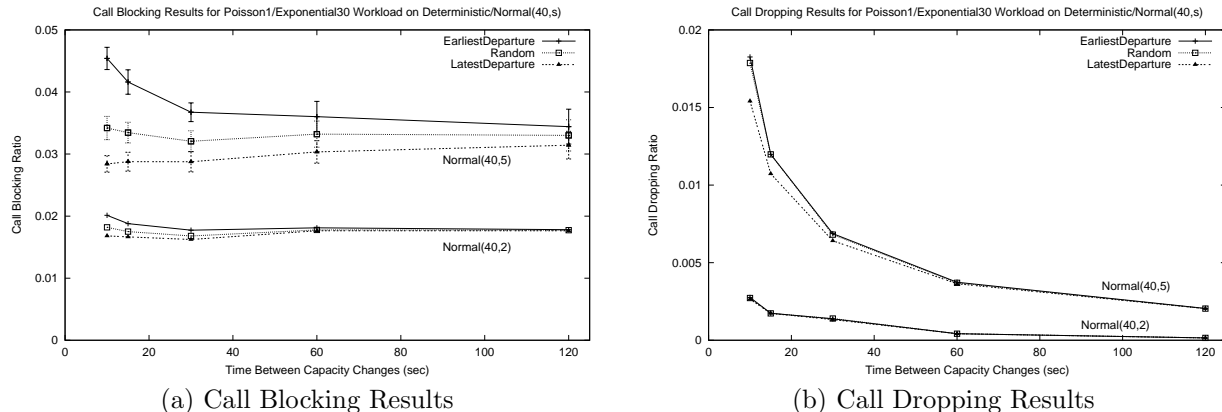 Call Blocking Results for Poisson1/Exponential30 Workload on Deterministic/Normal(40,s)
0.05
0.04
0.03
0.02
0.01
0
Call Blocking Ratio
EarliestDeparture
Random
LatestDeparture
Normal(40,5)
Normal(40,2)
0 20 40 60 80 100 120
Time Between Capacity Changes (sec)
(a) Call Blocking Results
Call Dropping Results for Poisson1/Exponential30 Workload on Deterministic/Normal(40,s)
0.02
0.015
0.01
0.005
0
Call Dropping Ratio
EarliestDeparture
Random
LatestDeparture
Normal(40,5)
Normal(40,2)
0 20 40 60 80 100 120
Time Between Capacity Changes (sec)
(b) Call Dropping Results